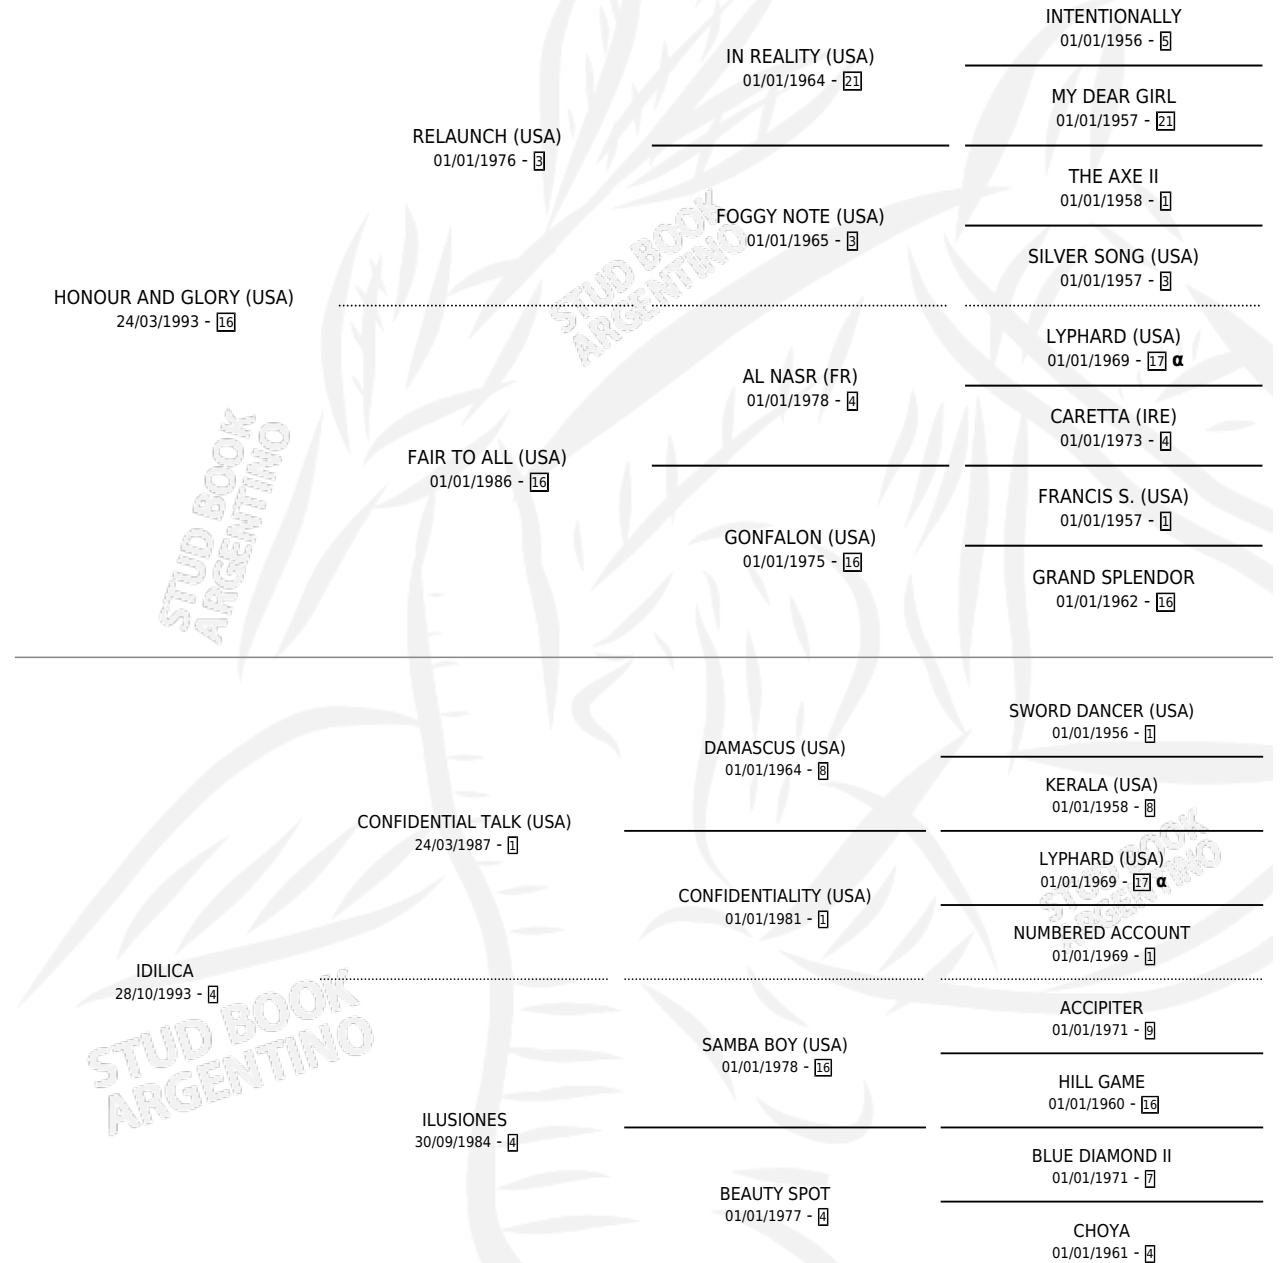 INTENTIONALLY
01/01/1956 - 5
IN REALITY (USA)
01/01/1964 - 21
MY DEAR GIRL
01/01/1957 - 21
RELAUNCH (USA)
01/01/1976 - 3
THE AXE II
01/01/1958 - 1
FOGGY NOTE (USA)
01/01/1965 - 3
SILVER SONG (USA)
01/01/1957 - 3
HONOUR AND GLORY (USA)
24/03/1993 - 16
LYPHARD (USA)
01/01/1969 - 17 α
AL NASR (FR)
01/01/1978 - 4
CARETTA (IRE)
01/01/1973 - 4
FAIR TO ALL (USA)
01/01/1986 - 16
FRANCIS S. (USA)
01/01/1957 - 1
GONFALON (USA)
01/01/1975 - 16
GRAND SPLENDOR
01/01/1962 - 16
SWORD DANCER (USA)
01/01/1956 - 1
DAMASCUS (USA)
01/01/1964 - 8
KERALA (USA)
01/01/1958 - 8
CONFIDENTIAL TALK (USA)
24/03/1987 - 1
LYPHARD (USA)
01/01/1969 - 17 α
CONFIDENTIALITY (USA)
01/01/1981 - 1
NUMBERED ACCOUNT
01/01/1969 - 1
IDILICA
28/10/1993 - 4
ACCIPITER
01/01/1971 - 9
SAMBA BOY (USA)
01/01/1978 - 16
HILL GAME
01/01/1960 - 16
ILUSIONES
30/09/1984 - 4
BLUE DIAMOND II
01/01/1971 - 7
BEAUTY SPOT
01/01/1977 - 4
CHOYA
01/01/1961 - 4
STUD BOOK
ARGENTINO
STUD BOOK
ARGENTINO
STUD BOOK
ARGENTINO
STUD BOOK
ARGENTINO